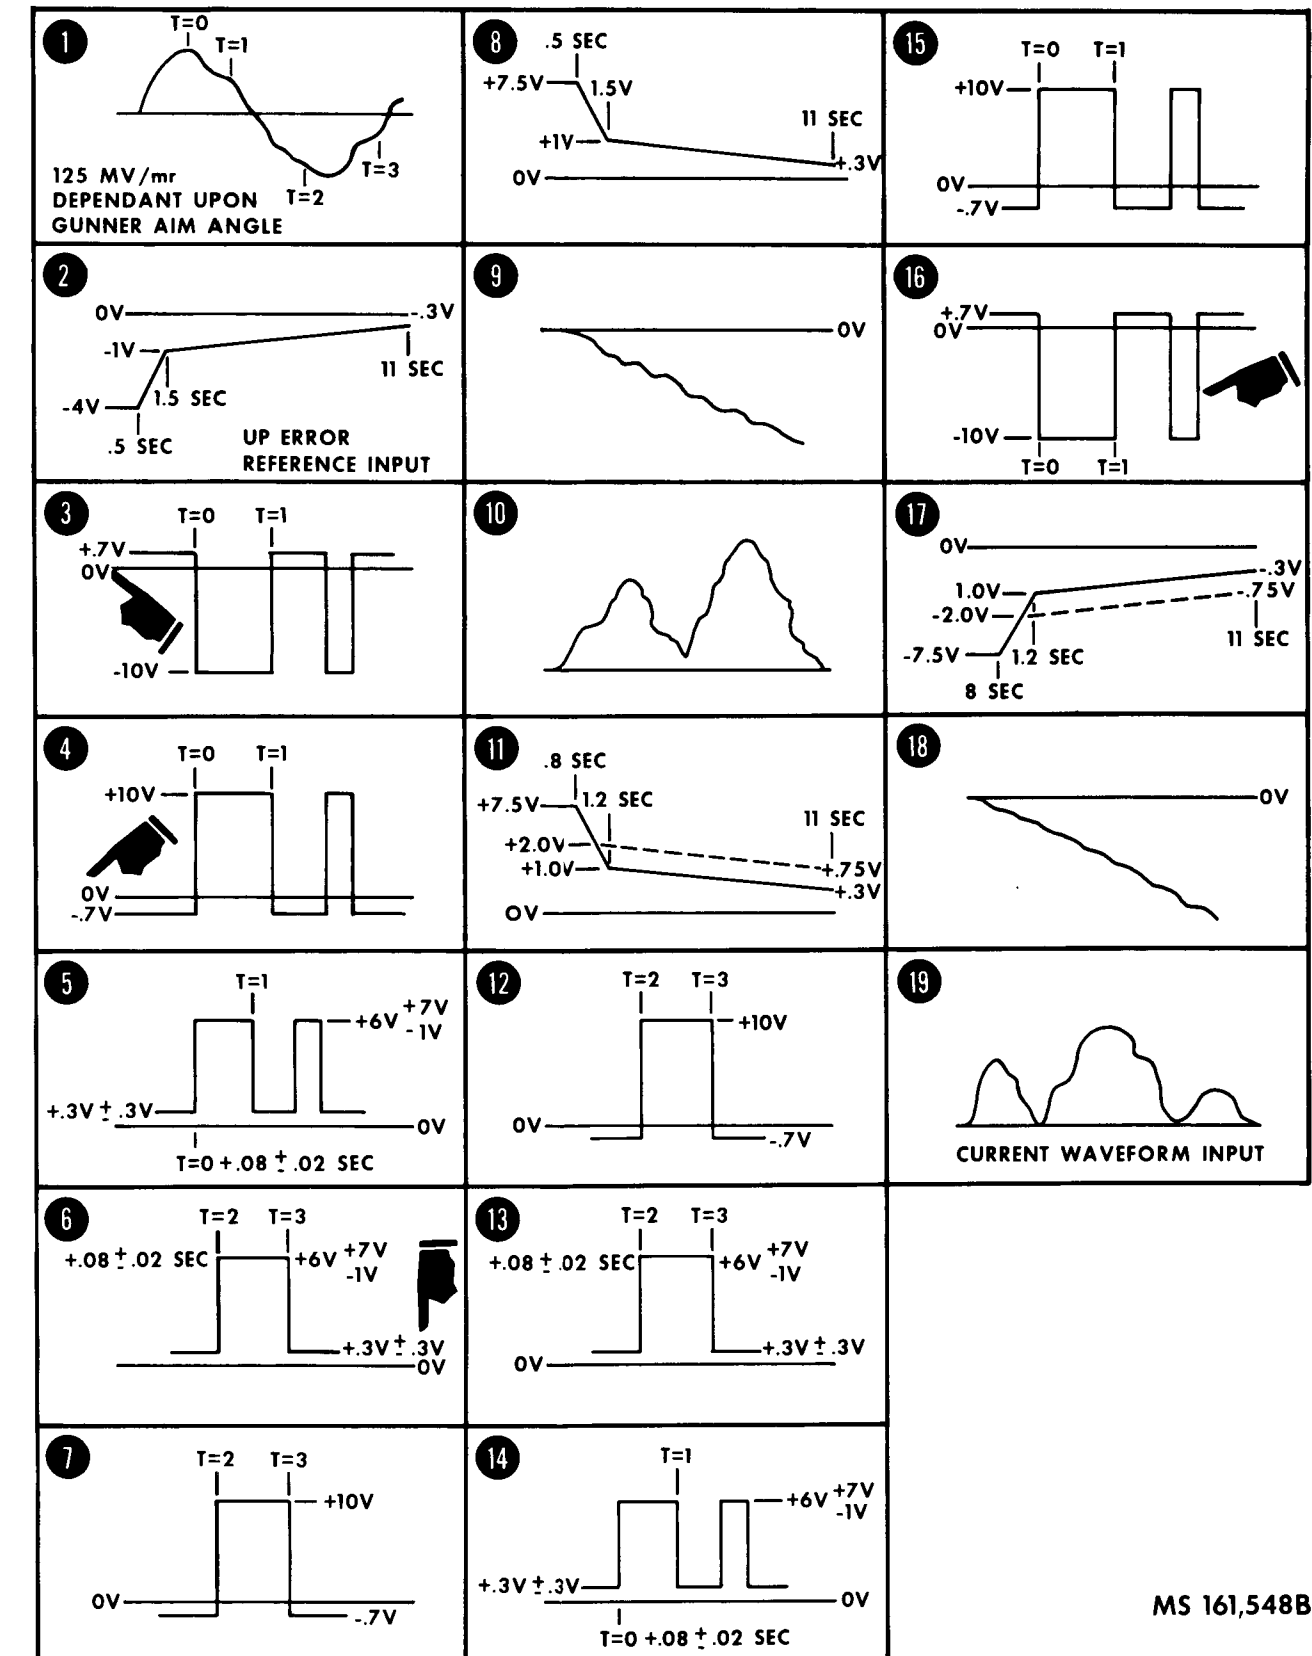 1
T=0
T=1
T=2
T=3
125 MV/mr
DEPENDANT UPON
GUNNER AIM ANGLE
2
0V
-.3V
-1V
11 SEC
1.5 SEC
-4V
.5 SEC
UP ERROR
REFERENCE INPUT
3
T=0 T=1
+.7V
0V
-10V
4
T=0 T=1
+10V
0V
-.7V
5
T=1
+6V +7V -1V
+.3V ± .3V
0V
T=0 +.08 ± .02 SEC
6
T=2 T=3
+.08 ± .02 SEC
+6V +7V -1V
+.3V ± .3V
0V
7
T=2 T=3
+10V
0V
-.7V
8
.5 SEC
+7.5V
1.5V
11 SEC
+1V
+.3V
0V
9
0V
10
11
.8 SEC
+7.5V
1.2 SEC
11 SEC
+2.0V
+1.0V
+.75V
+.3V
0V
12
T=2 T=3
+10V
0V
-.7V
13
T=2 T=3
+.08 ± .02 SEC
+6V +7V -1V
+.3V ± .3V
0V
14
T=1
+6V +7V -1V
+.3V ± .3V
0V
T=0 +.08 ± .02 SEC
15
T=0 T=1
+10V
0V
-.7V
16
+.7V
0V
-10V
T=0 T=1
17
0V
-.3V
1.0V
-.75V
-2.0V
11 SEC
-7.5V
1.2 SEC
8 SEC
18
0V
19
CURRENT WAVEFORM INPUT
MS 161,548B